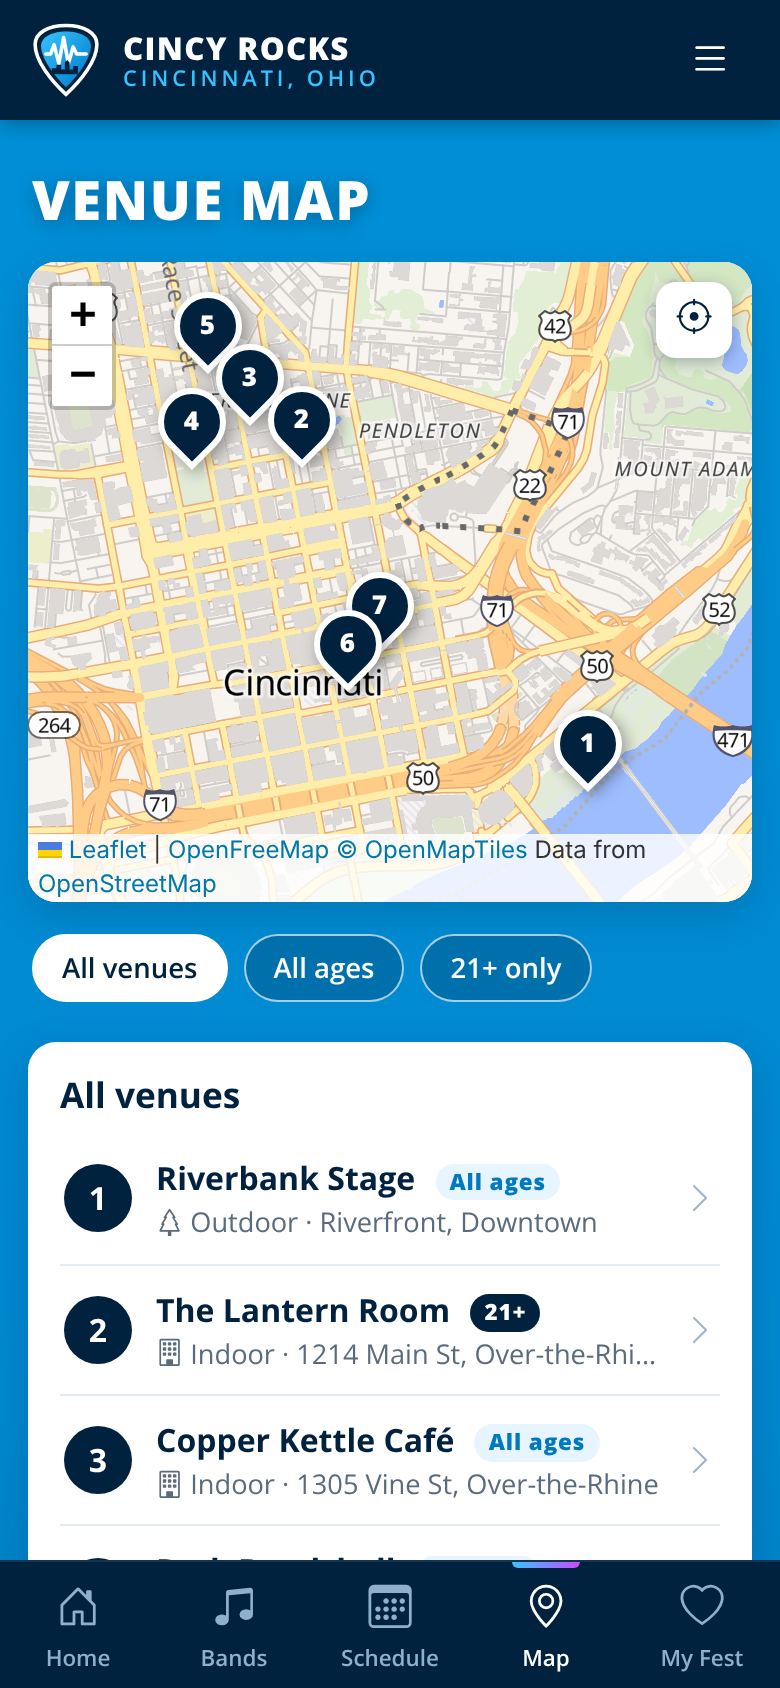 CINCY ROCKS
CINCINNATI, OHIO
VENUE MAP
+
−
5
3
4
2
NE
PENDLETON
42
71
22
MOUNT ADAM
7
6
71
52
50
Cincinnati
264
1
471
50
71
Leaflet | OpenFreeMap © OpenMapTiles Data from
OpenStreetMap
All venues
All ages
21+ only
All venues
1
Riverbank Stage
All ages
Outdoor · Riverfront, Downtown
2
The Lantern Room
21+
Indoor · 1214 Main St, Over-the-Rhi...
3
Copper Kettle Café
All ages
Indoor · 1305 Vine St, Over-the-Rhine
Home
Bands
Schedule
Map
My Fest